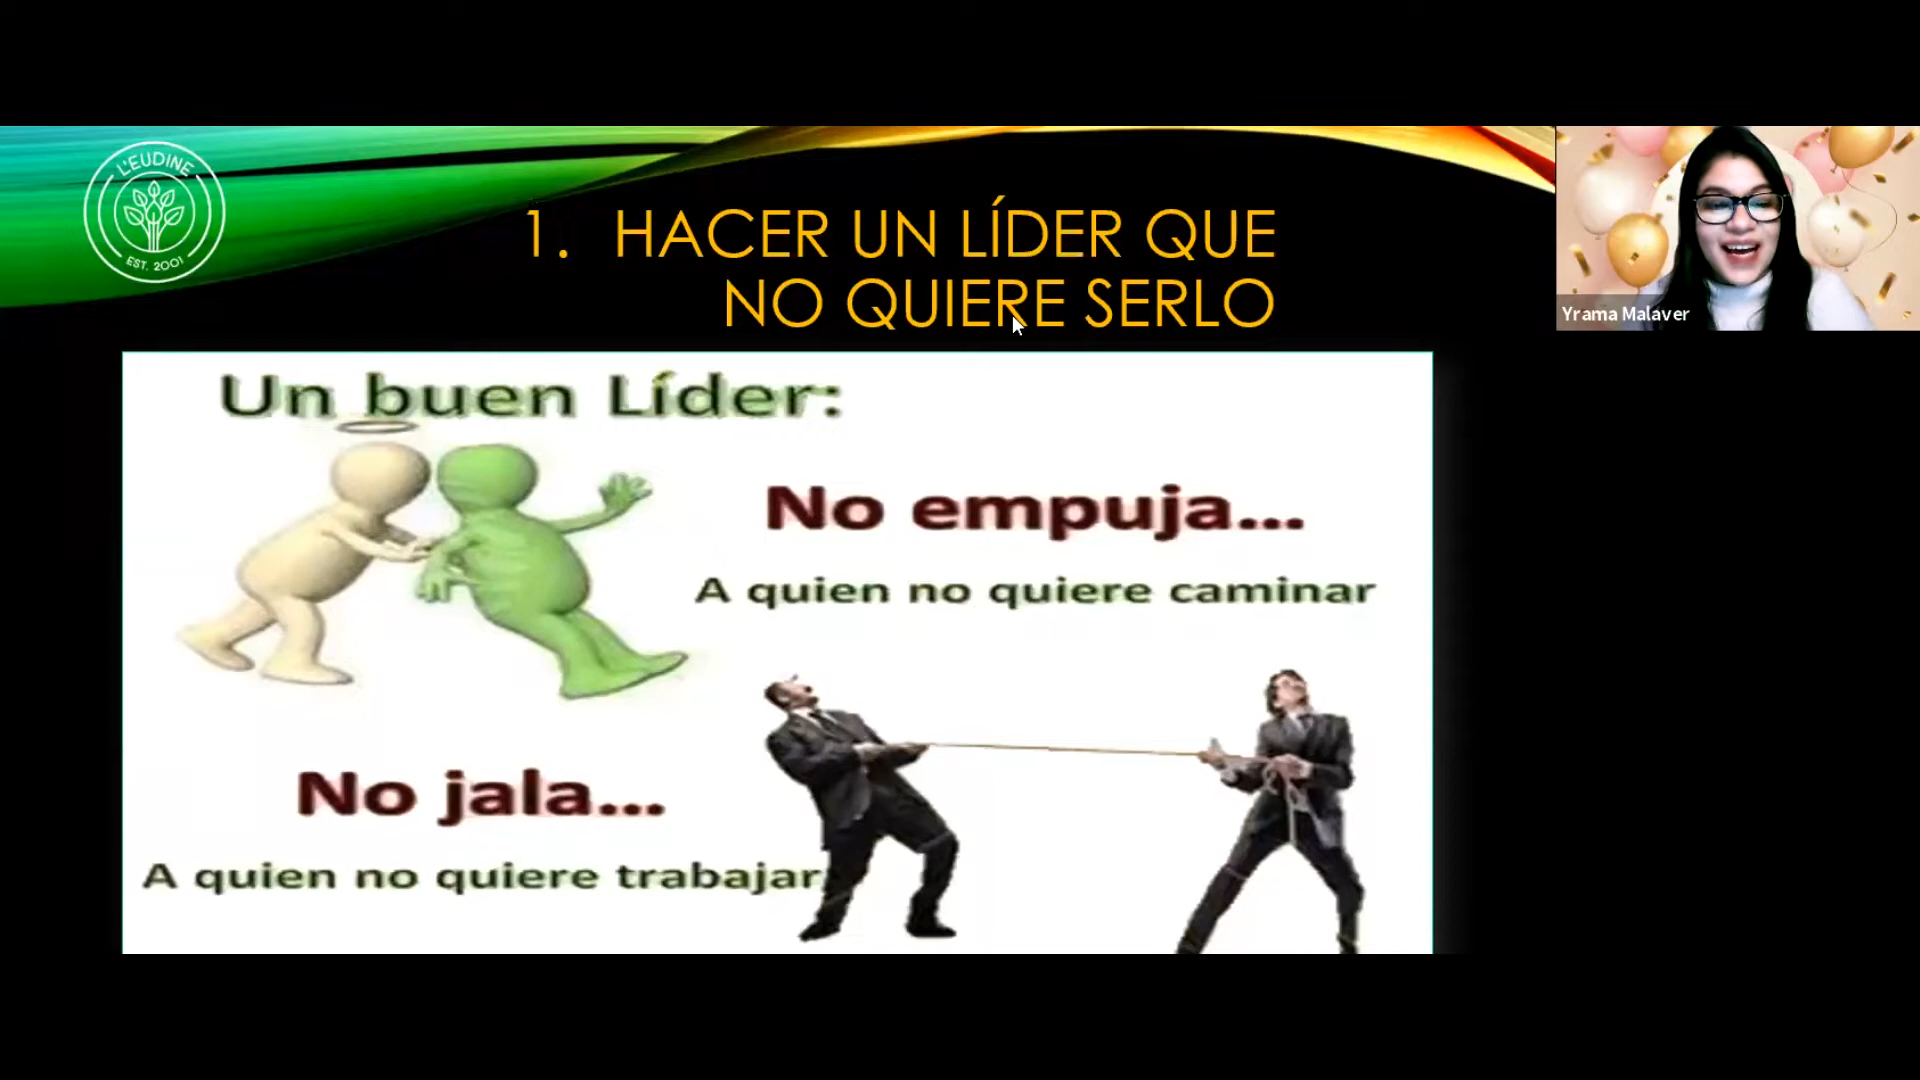 L'EUDINE
EST. 2001
1. HACER UN LÍDER QUE
NO QUIERE SERLO
Yrama Malaver
Un buen Líder:
No empuja...
A quien no quiere caminar
No jala...
A quien no quiere trabajar